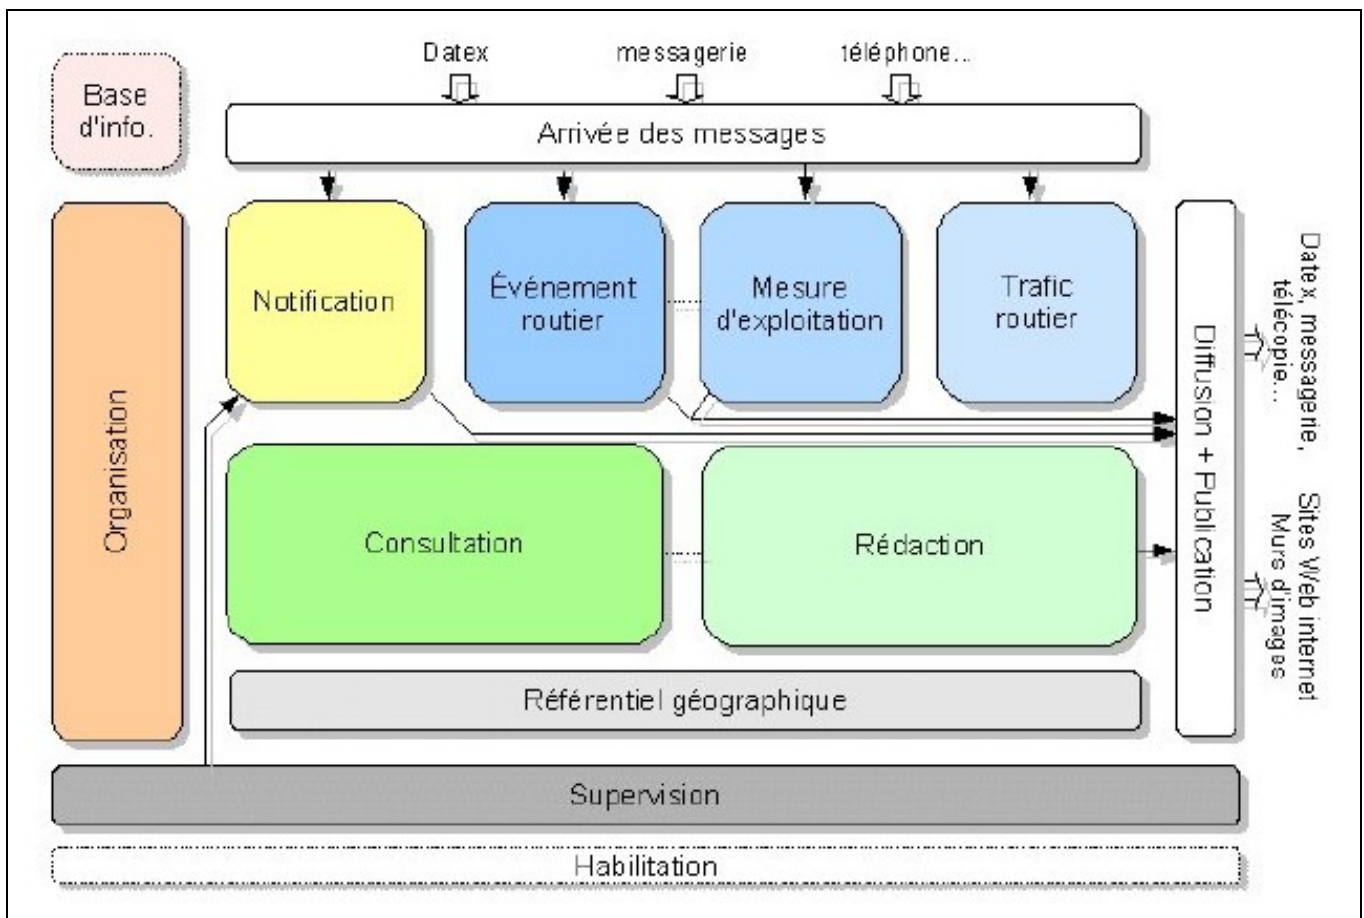 Datex
messagerie
téléphone...
Base
d'info.
Arrivée des messages
Organisation
Notification
Événement
routier
Mesure
d'exploitation
Trafic
routier
Diffusion + Publication
Datex, messagerie,
télécopie...
Consultation
Rédaction
Sites Web internet
Murs d'images
Référentiel géographique
Supervision
Habilitation